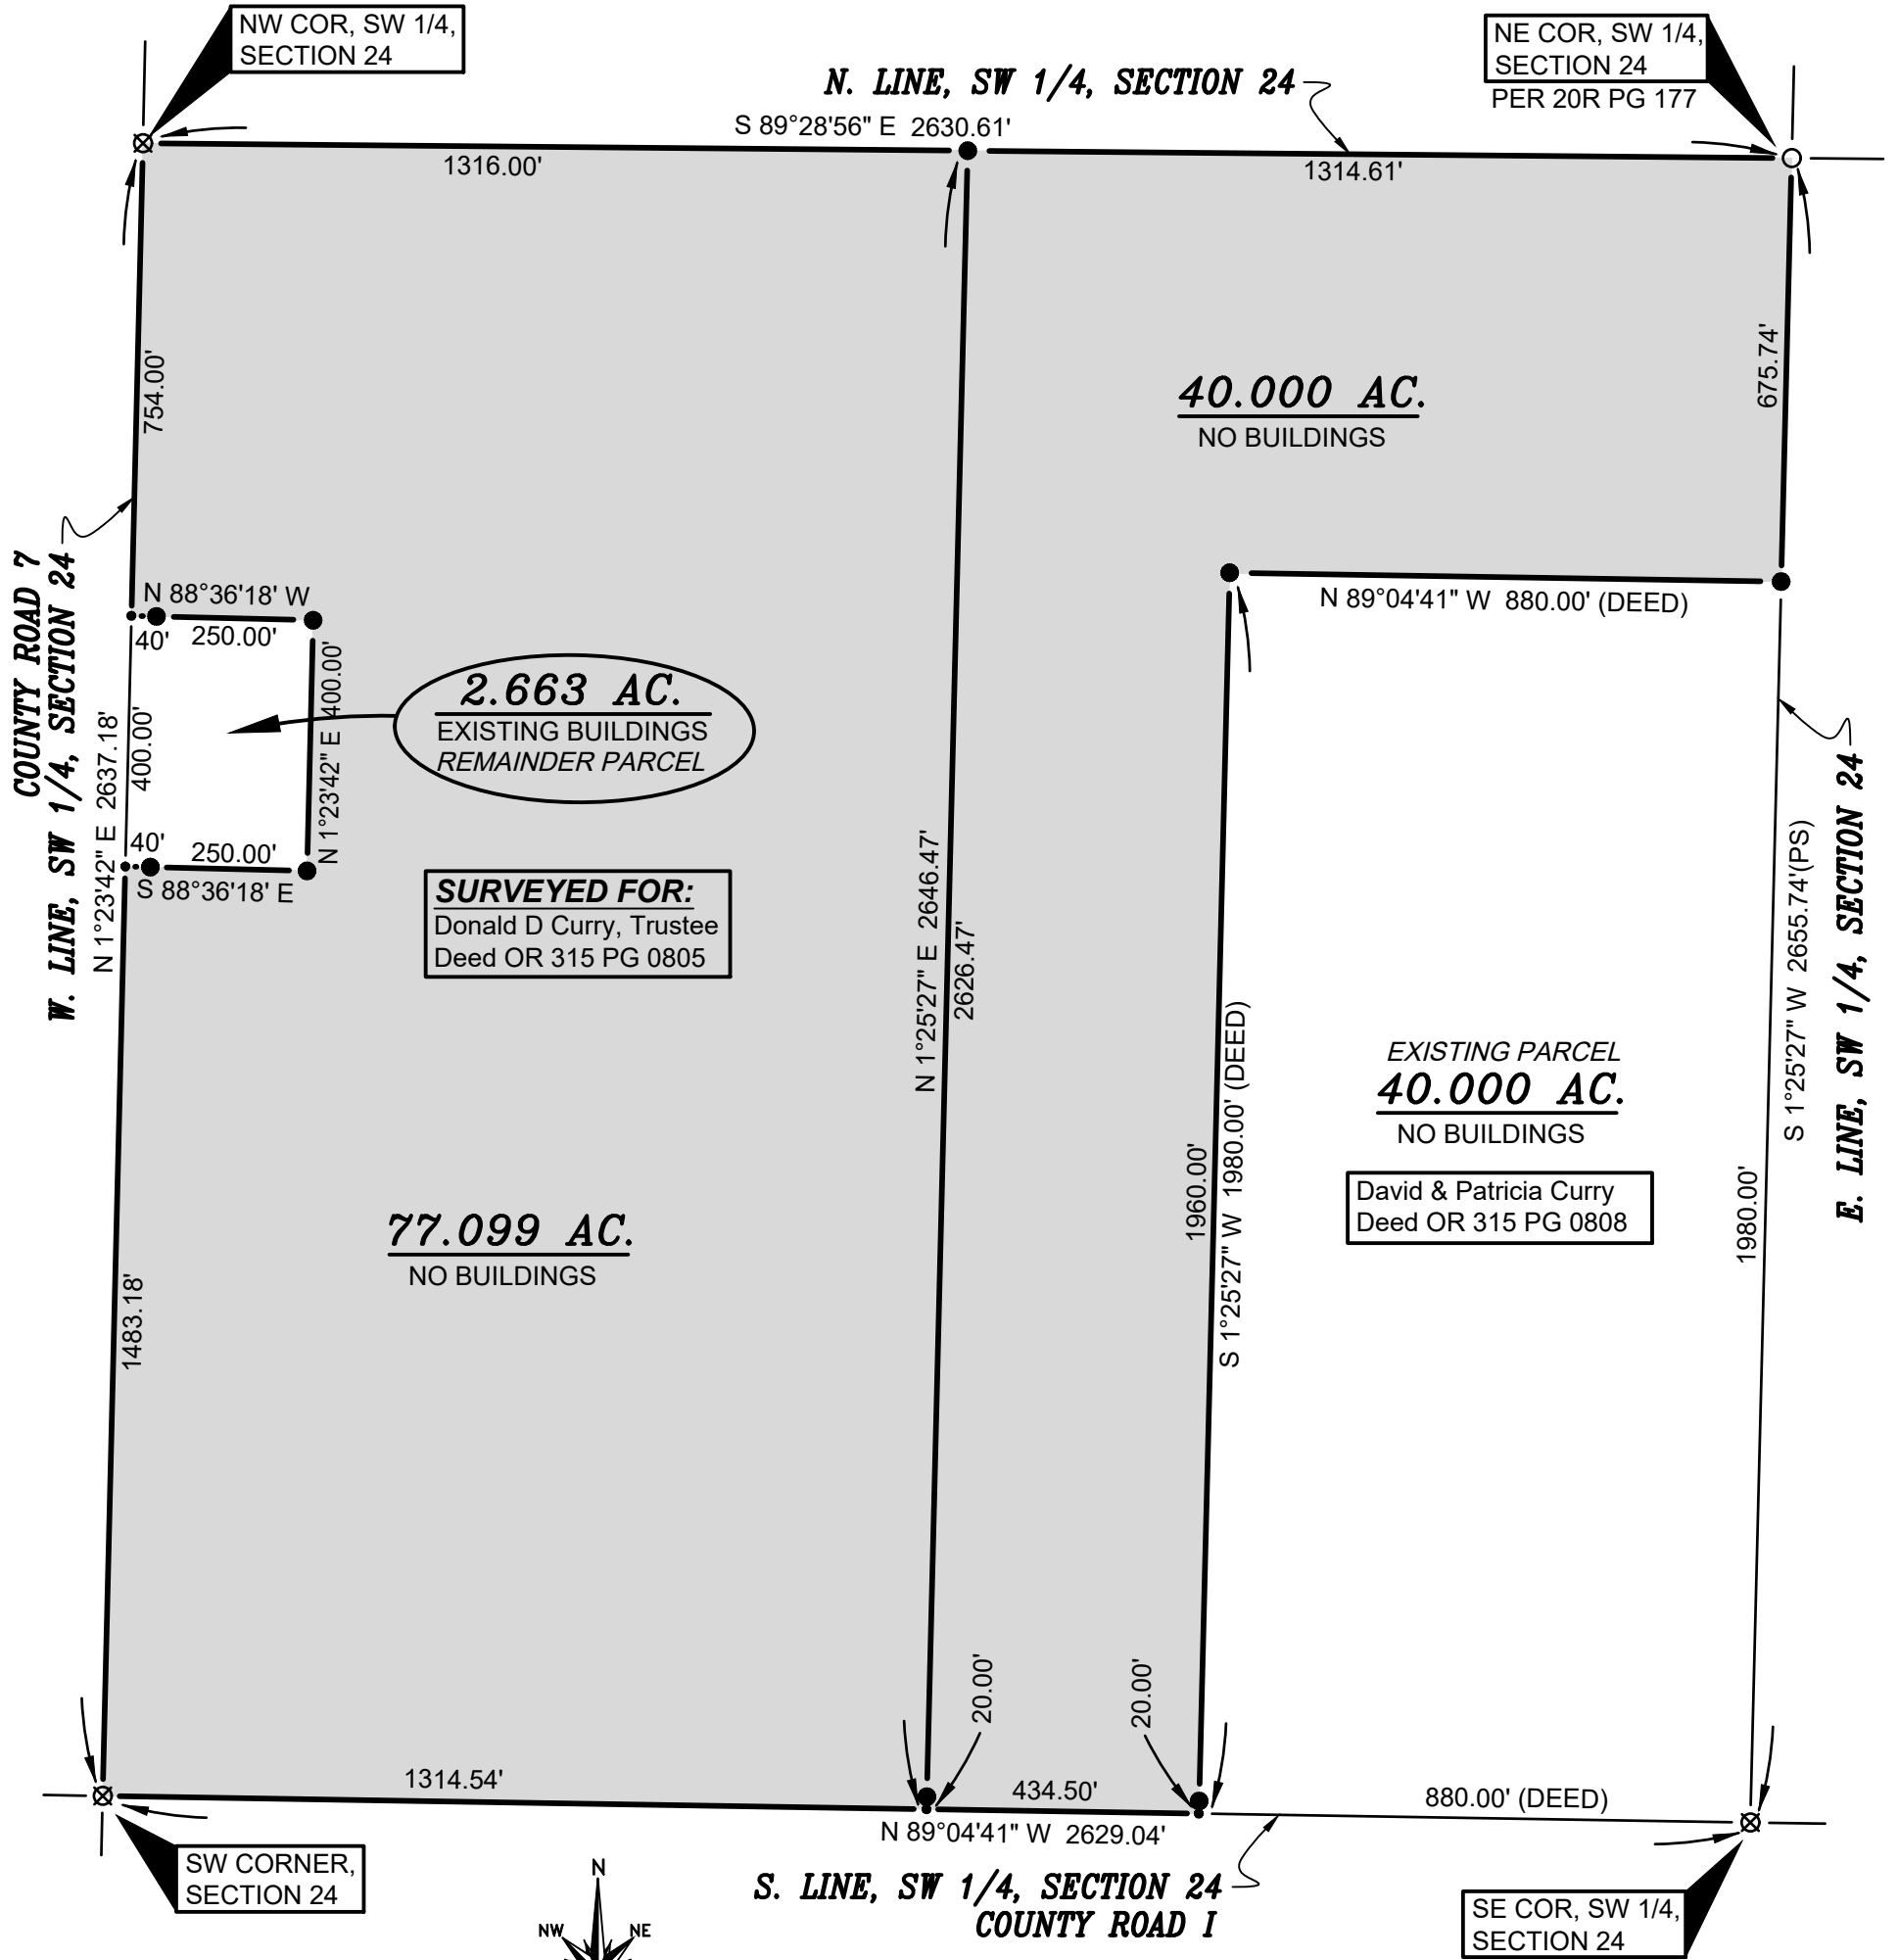 NW COR, SW 1/4,
SECTION 24
NE COR, SW 1/4,
SECTION 24
PER 20R PG 177
N. LINE, SW 1/4, SECTION 24
S 89°28'56" E 2630.61'
1316.00'
1314.61'
754.00'
675.74'
40.000 AC.
NO BUILDINGS
COUNTY ROAD 7
W. LINE, SW 1/4, SECTION 24
N 1°23'42" E 2637.18'
N 88°36'18' W
40'
250.00'
N 89°04'41" W 880.00' (DEED)
400.00'
N 1°23'42" E 400.00'
2.663 AC.
EXISTING BUILDINGS
REMAINDER PARCEL
40'
250.00'
S 88°36'18' E
SURVEYED FOR:
Donald D Curry, Trustee
Deed OR 315 PG 0805
N 1°25'27" E 2646.47'
2626.47'
1960.00'
S 1°25'27" W 1980.00' (DEED)
EXISTING PARCEL
40.000 AC.
NO BUILDINGS
David & Patricia Curry
Deed OR 315 PG 0808
1980.00'
S 1°25'27" W 2655.74'(PS)
E. LINE, SW 1/4, SECTION 24
77.099 AC.
NO BUILDINGS
1483.18'
20.00'
20.00'
1314.54'
434.50'
880.00' (DEED)
N 89°04'41" W 2629.04'
SW CORNER,
SECTION 24
S. LINE, SW 1/4, SECTION 24
COUNTY ROAD I
SE COR, SW 1/4,
SECTION 24
N
NW
NE